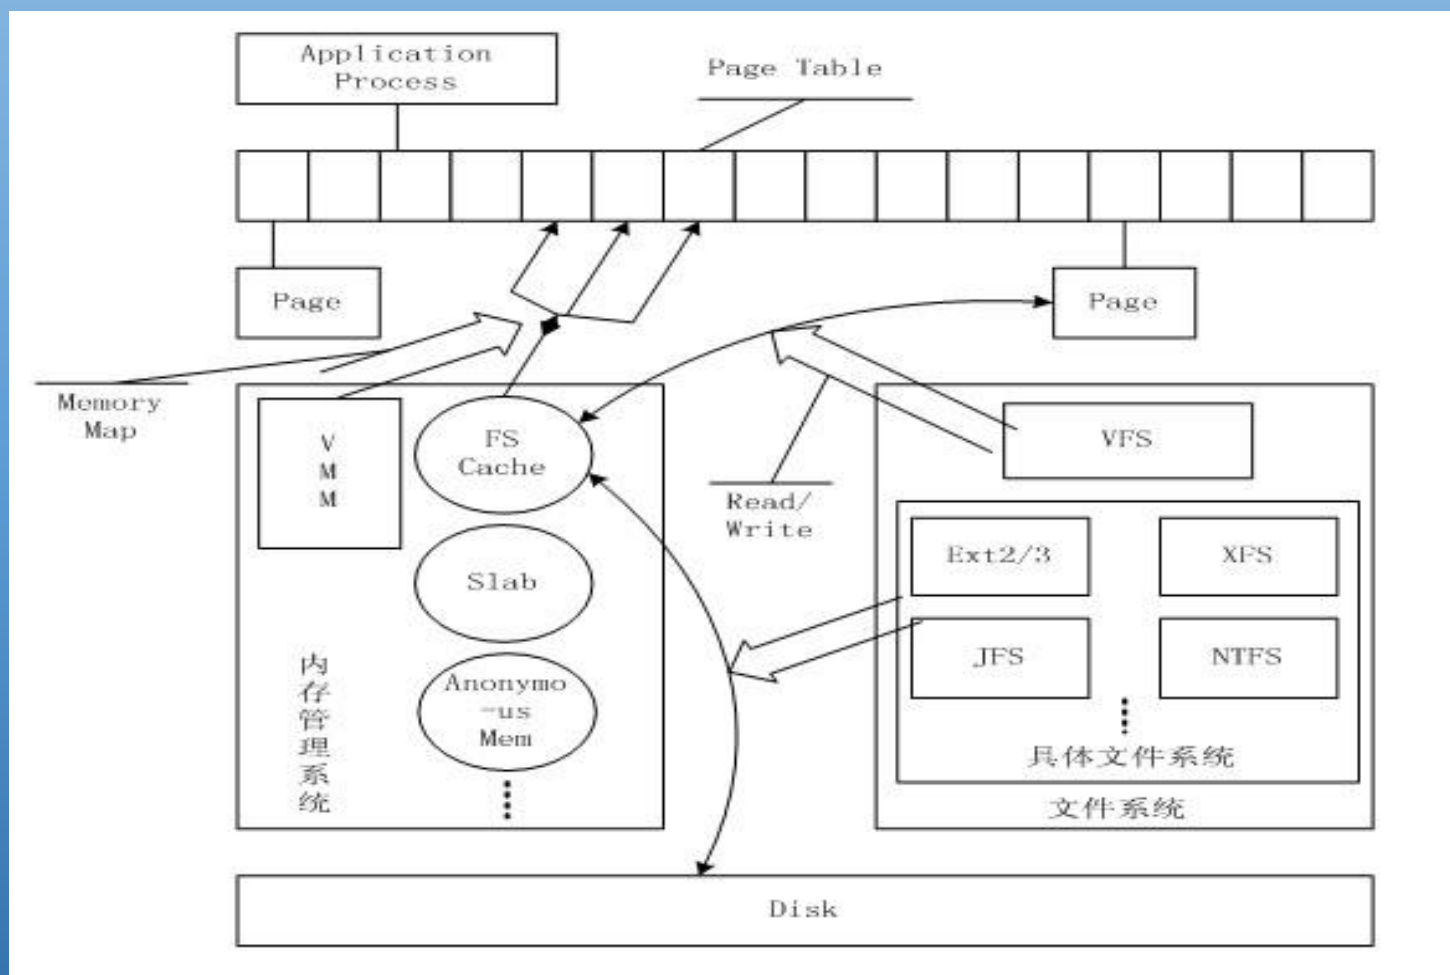 Application
Process
Page Table
Page
Page
Memory
Map
V
M
M
FS
Cache
VFS
Read/
Write
Ext2/3
XFS
Slab
JFS
NTFS
内
存
管
理
系
统
Anonymo
-us
Mem
具体文件系统
文件系统
Disk